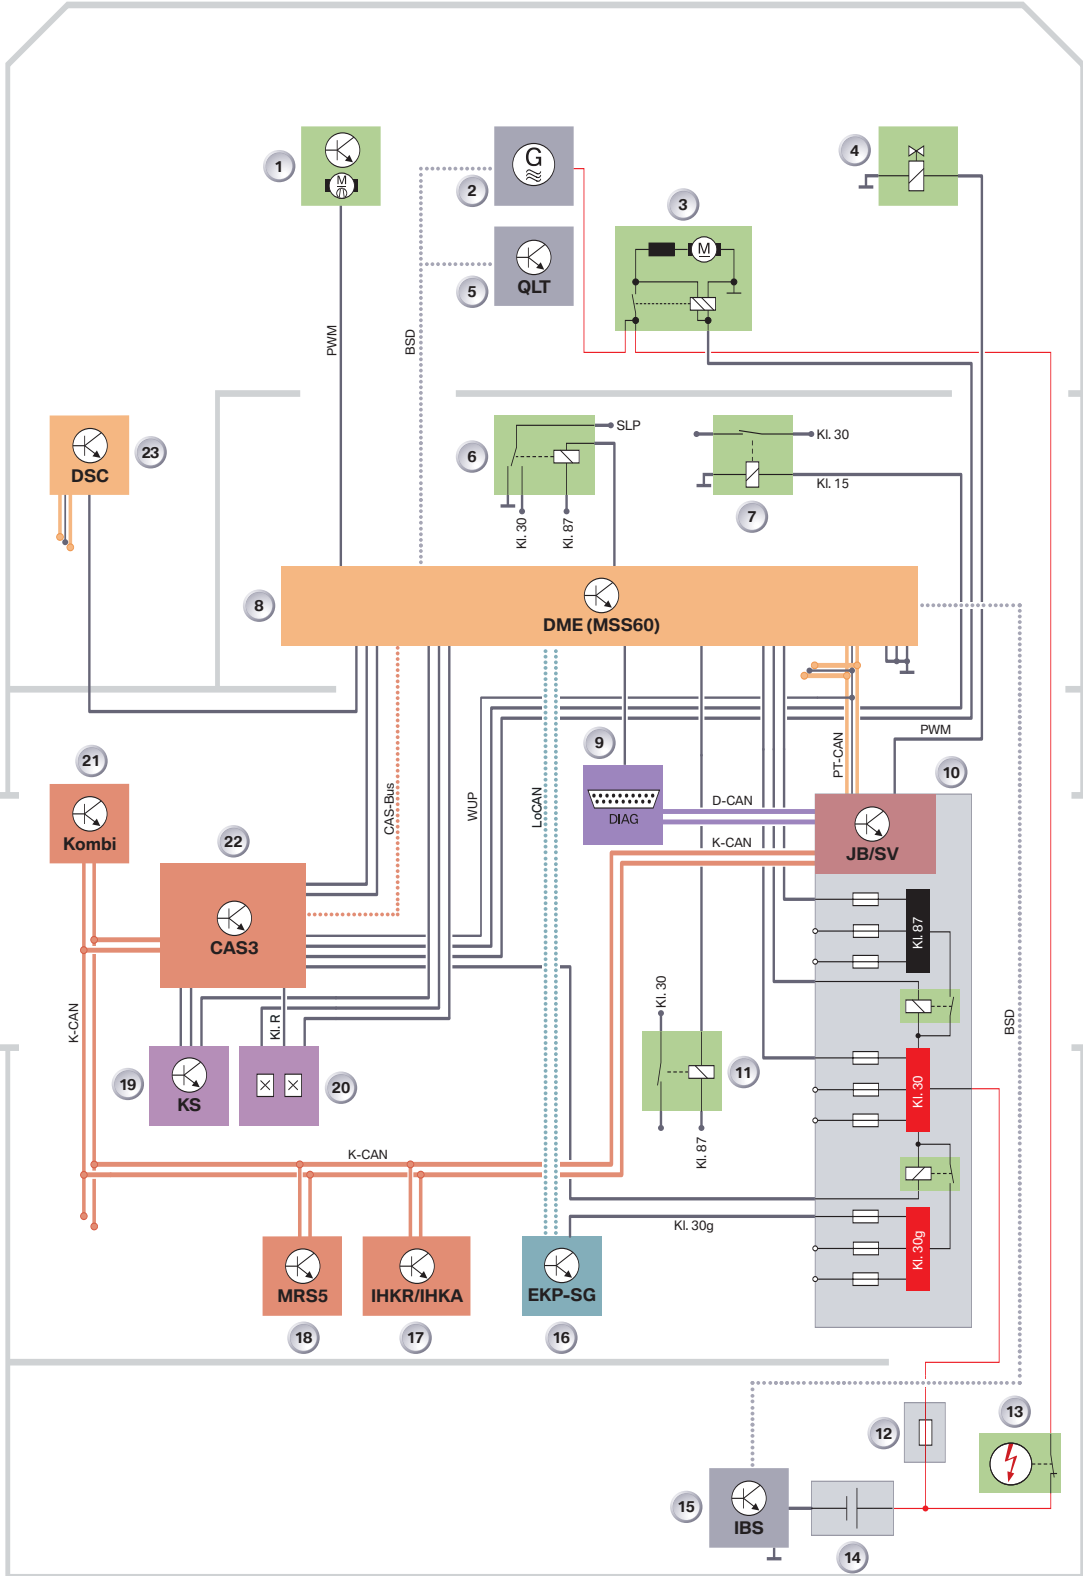 1
G
2
3
4
M
M
5
QLT
PWM
BSD
DSC
23
6
SLP
7
Kl. 30
Kl. 15
Kl. 30
Kl. 87
8
DME (MSS60)
9
PWM
10
21
PT-CAN
CAS-Bus
WUP
LoCAN
D-CAN
DIAG
Kombi
22
K-CAN
JB/SV
CAS3
Kl. 87
Kl. 30
K-CAN
Kl. R
BSD
19
KS
20
11
Kl. 30
Kl. 87
K-CAN
Kl. 30g
Kl. 30g
MRS5
IHKR/IHKA
EKP-SG
18
17
16
12
13
15
IBS
14